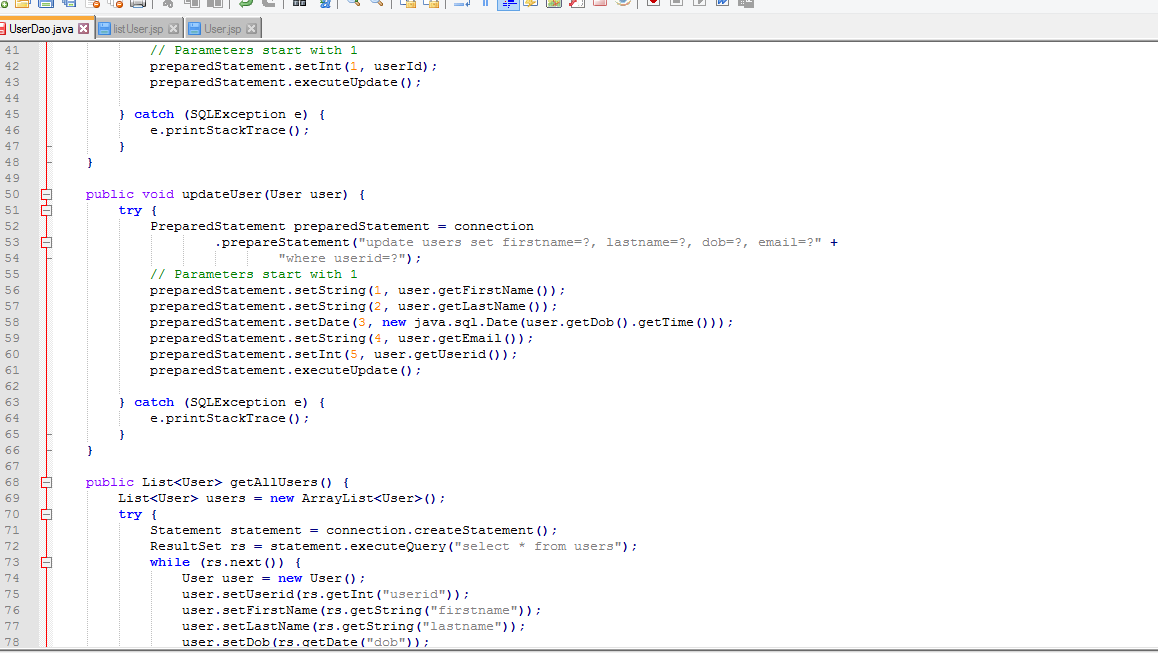 UserDao.java listUser.jsp User.jsp
41 // Parameters start with 1
42 preparedStatement.setInt(1, userId);
43 preparedStatement.executeUpdate();
44
45 } catch (SQLException e) {
46 e.printStackTrace();
47 }
48 }
49
50 public void updateUser(User user) {
51 try {
52 PreparedStatement preparedStatement = connection
53 .prepareStatement("update users set firstname=?, lastname=?, dob=?, email=?" +
54 "where userid=?");
55 // Parameters start with 1
56 preparedStatement.setString(1, user.getFirstName());
57 preparedStatement.setString(2, user.getLastName());
58 preparedStatement.setDate(3, new java.sql.Date(user.getDob().getTime()));
59 preparedStatement.setString(4, user.getEmail());
60 preparedStatement.setInt(5, user.getUserid());
61 preparedStatement.executeUpdate();
62
63 } catch (SQLException e) {
64 e.printStackTrace();
65 }
66 }
67
68 public List<User> getAllUsers() {
69 List<User> users = new ArrayList<User>();
70 try {
71 Statement statement = connection.createStatement();
72 ResultSet rs = statement.executeQuery("select * from users");
73 while (rs.next()) {
74 User user = new User();
75 user.setUserid(rs.getInt("userid"));
76 user.setFirstName(rs.getString("firstname"));
77 user.setLastName(rs.getString("lastname"));
78 user.setDob(rs.getDate("dob"));